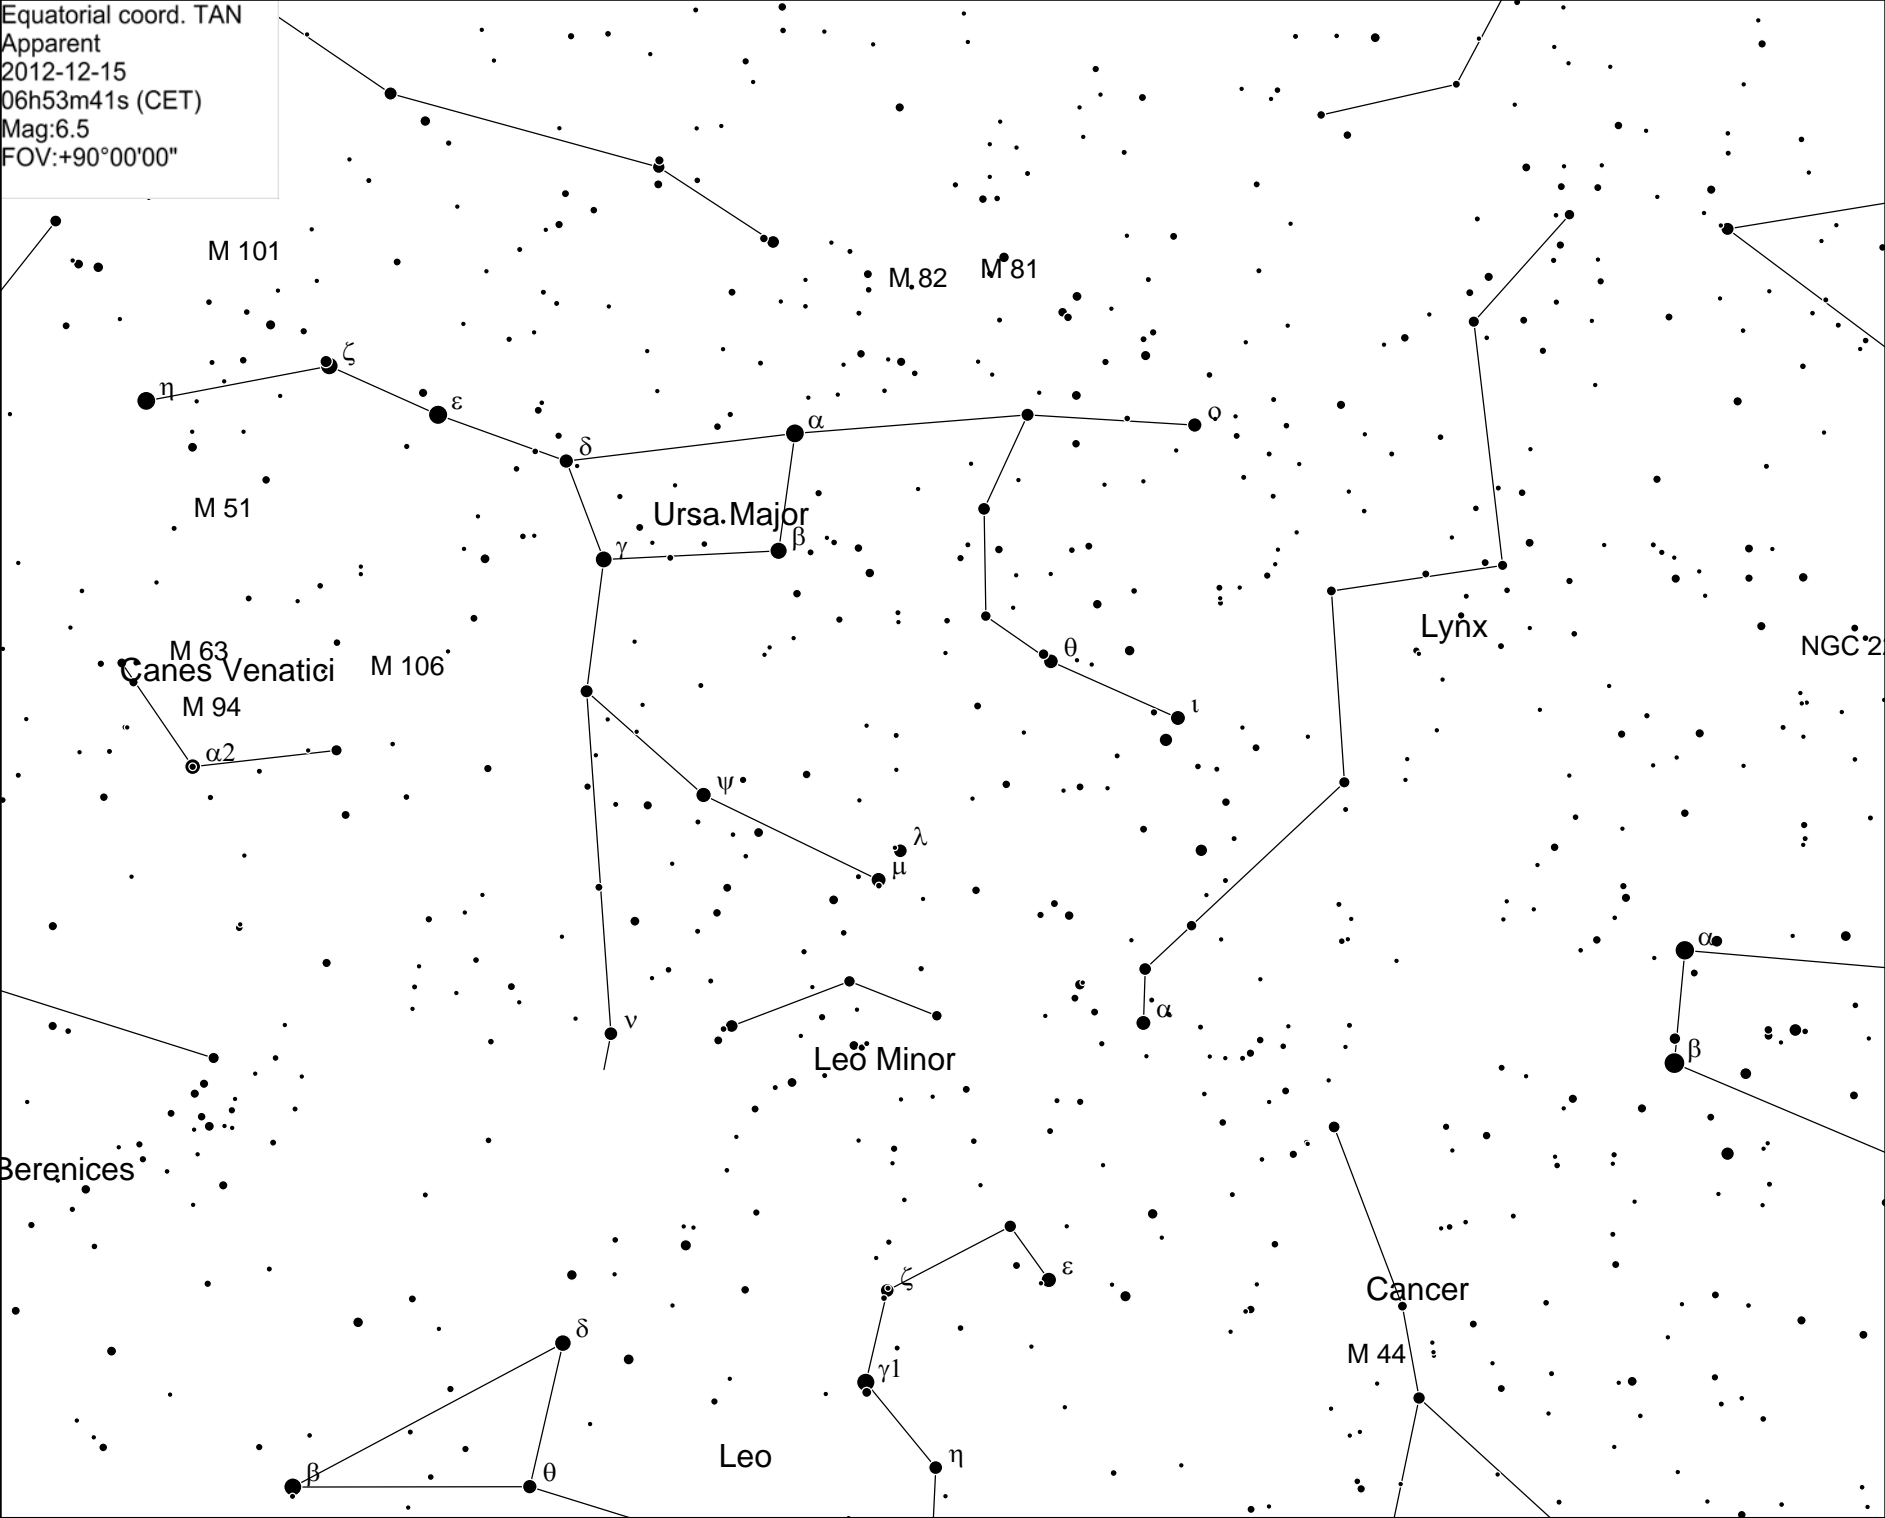 Equatorial coord. TAN
Apparent
2012-12-15
06h53m41s (CET)
Mag:6.5
FOV:+90°00'00"
M 101
M 82
M 81
ζ
η
ε
α
ο
δ
M 51
Ursa Major
β
γ
Lynx
NGC 22
θ
M 63
Canes Venatici
M 106
M 94
ι
α2
ψ
λ
μ
α
ν
α
Leo Minor
β
Berenices
ζ
ε
Cancer
δ
M 44
γ1
Leo
η
β
θ